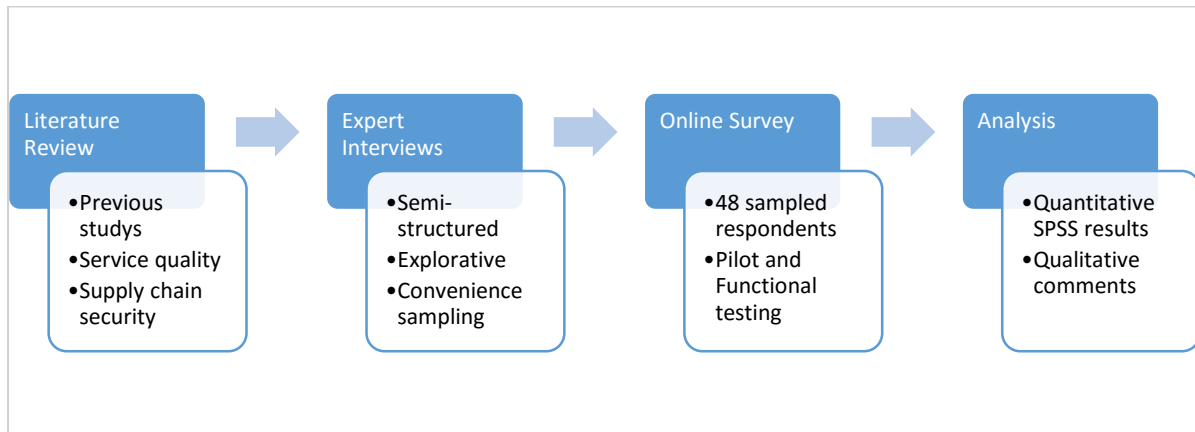 Literature
Review
•Previous
studys
•Service quality
•Supply chain
security
Expert
Interviews
•Semi-
structured
•Explorative
•Convenience
sampling
Online Survey
•48 sampled
respondents
•Pilot and
Functional
testing
Analysis
•Quantitative
SPSS results
•Qualitative
comments